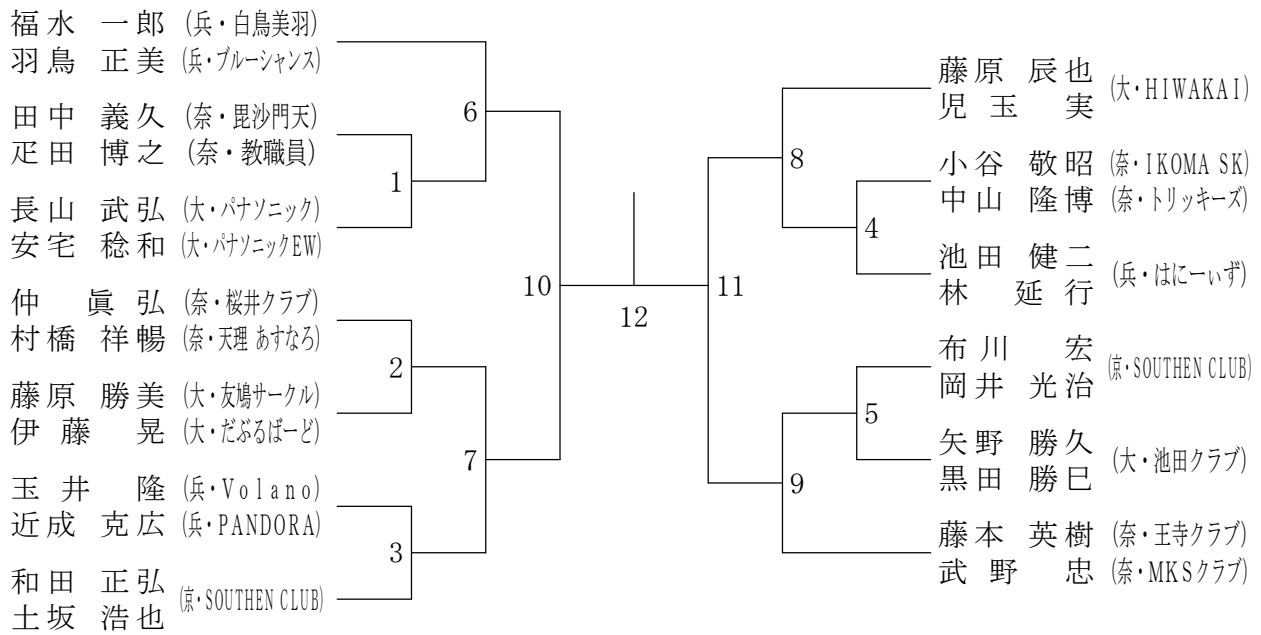 福水 一郎 (兵・白鳥美羽)
羽鳥 正美 (兵・ブルーシャンス)
田中 義久 (奈・毘沙門天)
疋田 博之 (奈・教職員)
長山 武弘 (大・パナソニック)
安宅 稔和 (大・パナソニックEW)
仲 眞弘 (奈・桜井クラブ)
村橋 祥暢 (奈・天理 あすなろ)
藤原 勝美 (大・友鳩サークル)
伊藤 晃 (大・だぶるばーど)
玉井 隆 (兵・Volano)
近成 克広 (兵・PANDORA)
和田 正弘
土坂 浩也
(京・SOUTHEN CLUB)
6
1
10
2
7
3
12
11
8
4
5
9
藤原 辰也
児玉 実
(大・HIWAKAI)
小谷 敬昭 (奈・IKOMA SK)
中山 隆博 (奈・トリッキーズ)
池田 健二
林 延行
(兵・はにーぃず)
布川 宏
岡井 光治
(京・SOUTHEN CLUB)
矢野 勝久
黒田 勝巳
(大・池田クラブ)
藤本 英樹 (奈・王寺クラブ)
武野 忠 (奈・MKSクラブ)